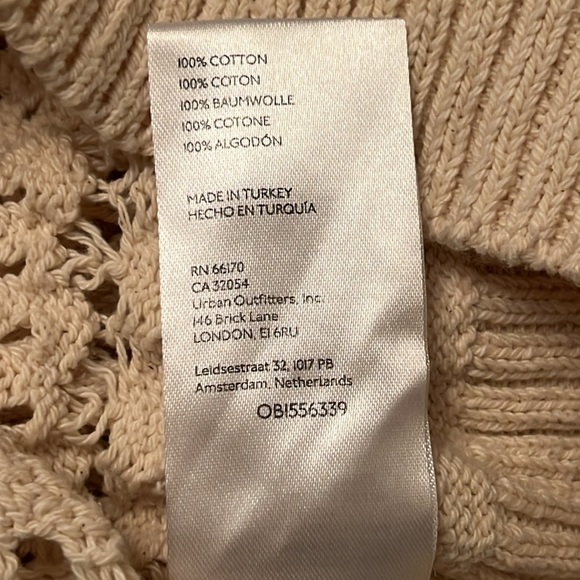 100% COTTON
100% COTON
100% BAUMWOLLE
100% COTONE
100% ALGODÓN
MADE IN TURKEY
HECHO EN TURQUÍA
RN 66170
CA 32054
Urban Outfitters, Inc.
146 Brick Lane
LONDON, E1 6RU
Leidsestraat 32, 1017 PB
Amsterdam, Netherlands
OB1556339